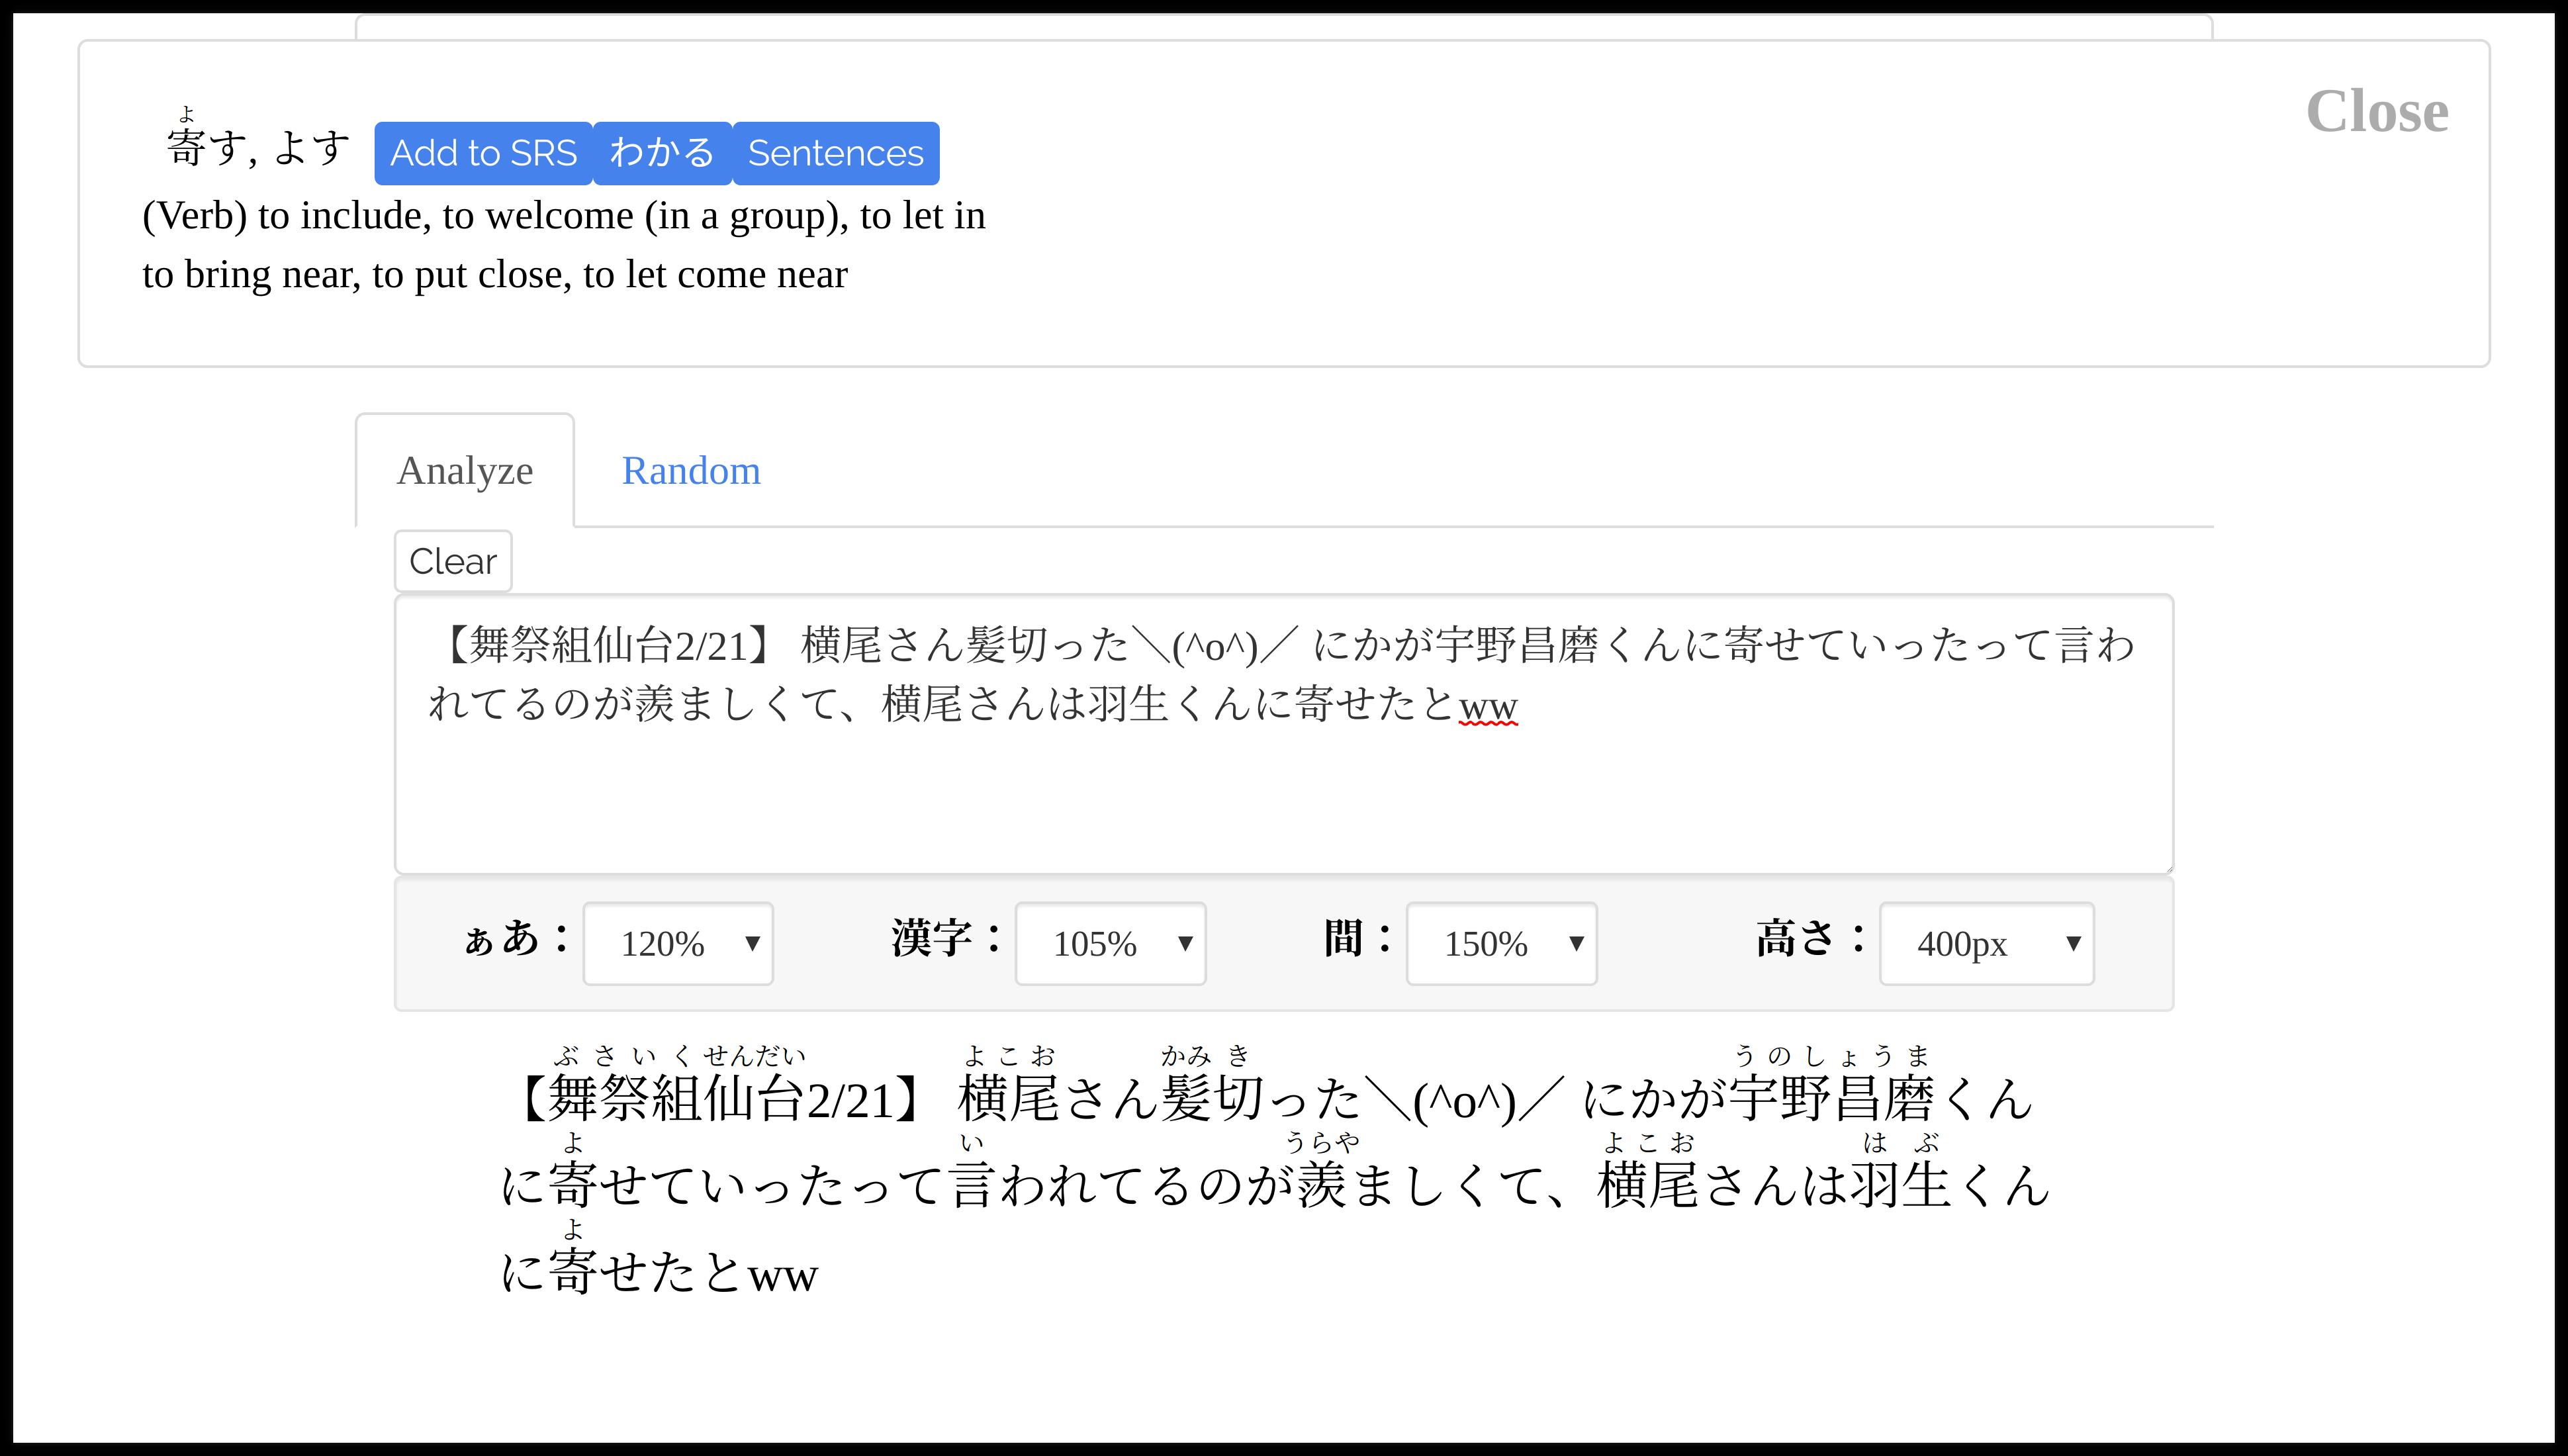 よ
寄す, よす Add to SRS わかる Sentences Close
(Verb) to include, to welcome (in a group), to let in
to bring near, to put close, to let come near
Analyze Random
Clear
【舞祭組仙台2/21】 横尾さん髪切った＼(^o^)／ にかが宇野昌磨くんに寄せていったって言わ
れてるのが羨ましくて、横尾さんは羽生くんに寄せたとww
ぁあ： 120% ▼ 漢字： 105% ▼ 間： 150% ▼ 高さ： 400px ▼
ぶさいくせんだい よこお かみ き うのしょうま
【舞祭組仙台2/21】 横尾さん髪切った＼(^o^)／ にかが宇野昌磨くん
よ い うらや よこお は ぶ
に寄せていったって言われてるのが羨ましくて、横尾さんは羽生くん
よ
に寄せたとww